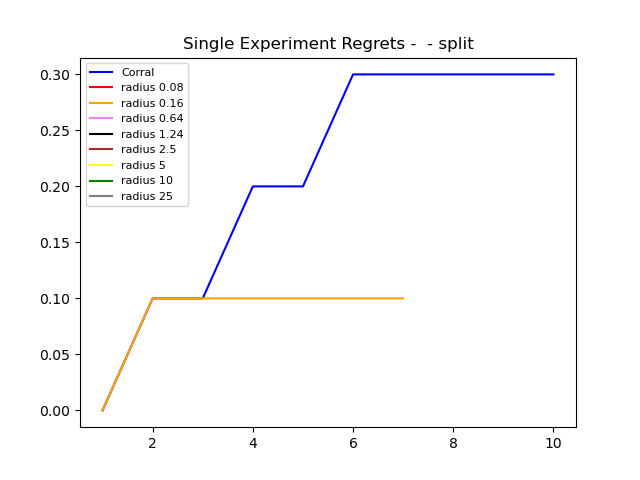 Single Experiment Regrets -  - split
0.30
0.25
0.20
0.15
0.10
0.05
0.00
Corral
radius 0.08
radius 0.16
radius 0.64
radius 1.24
radius 2.5
radius 5
radius 10
radius 25
2 4 6 8 10